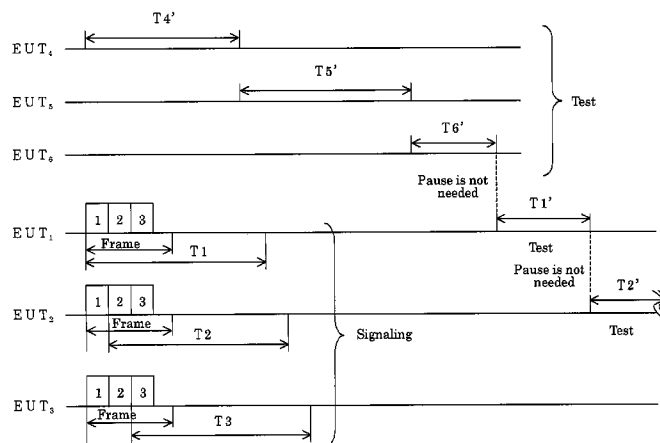 T4'
EUT₄
T5'
EUT₅
Test
T6'
EUT₆
Pause is not
needed
T1'
1 2 3
EUT₁
Frame
Test
T1
Pause is not
needed
T2'
1 2 3
EUT₂
Frame
Signaling
Test
T2
1 2 3
EUT₃
Frame
T3